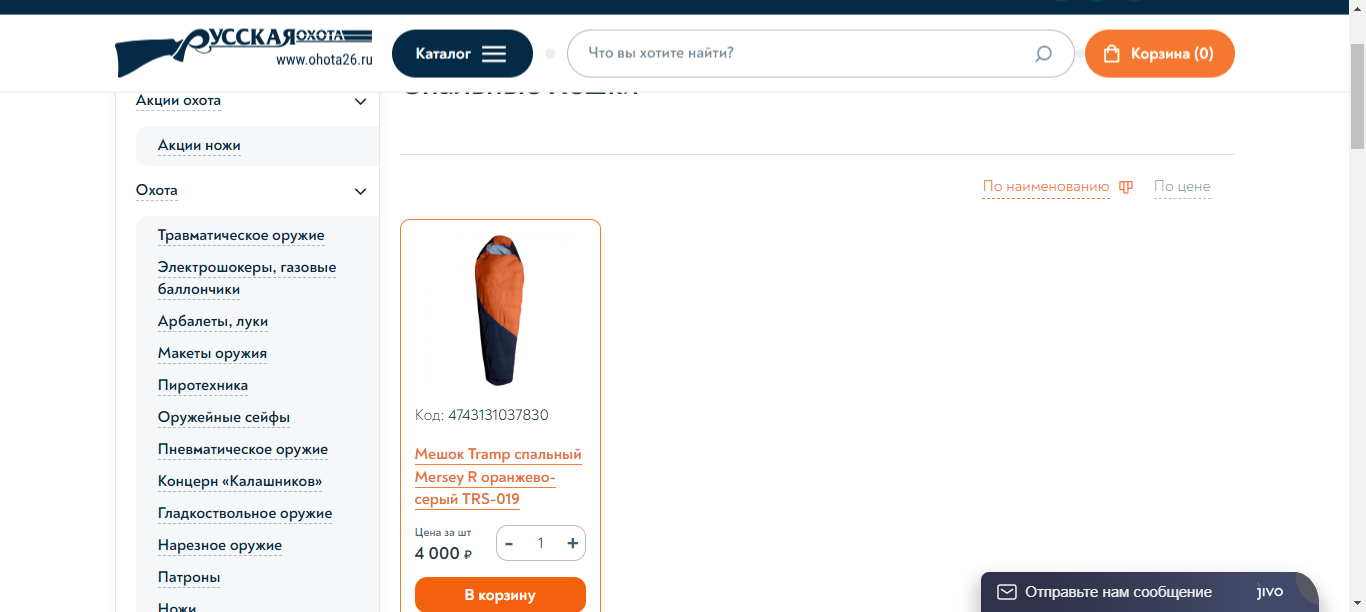 РУССКАЯ ОХОТА
www.ohota26.ru
Каталог
Что вы хотите найти?
Корзина (0)
Акции охота
Акции ножи
Охота
Травматическое оружие
Электрошокеры, газовые
баллончики
Арбалеты, луки
Макеты оружия
Пиротехника
Оружейные сейфы
Пневматическое оружие
Концерн «Калашников»
Гладкоствольное оружие
Нарезное оружие
Патроны
Ножи
По наименованию
По цене
Код: 4743131037830
Мешок Tramp спальный
Mersey R оранжево-
серый TRS-019
Цена за шт
4 000 ₽
- 1 +
В корзину
Отправьте нам сообщение
jivo